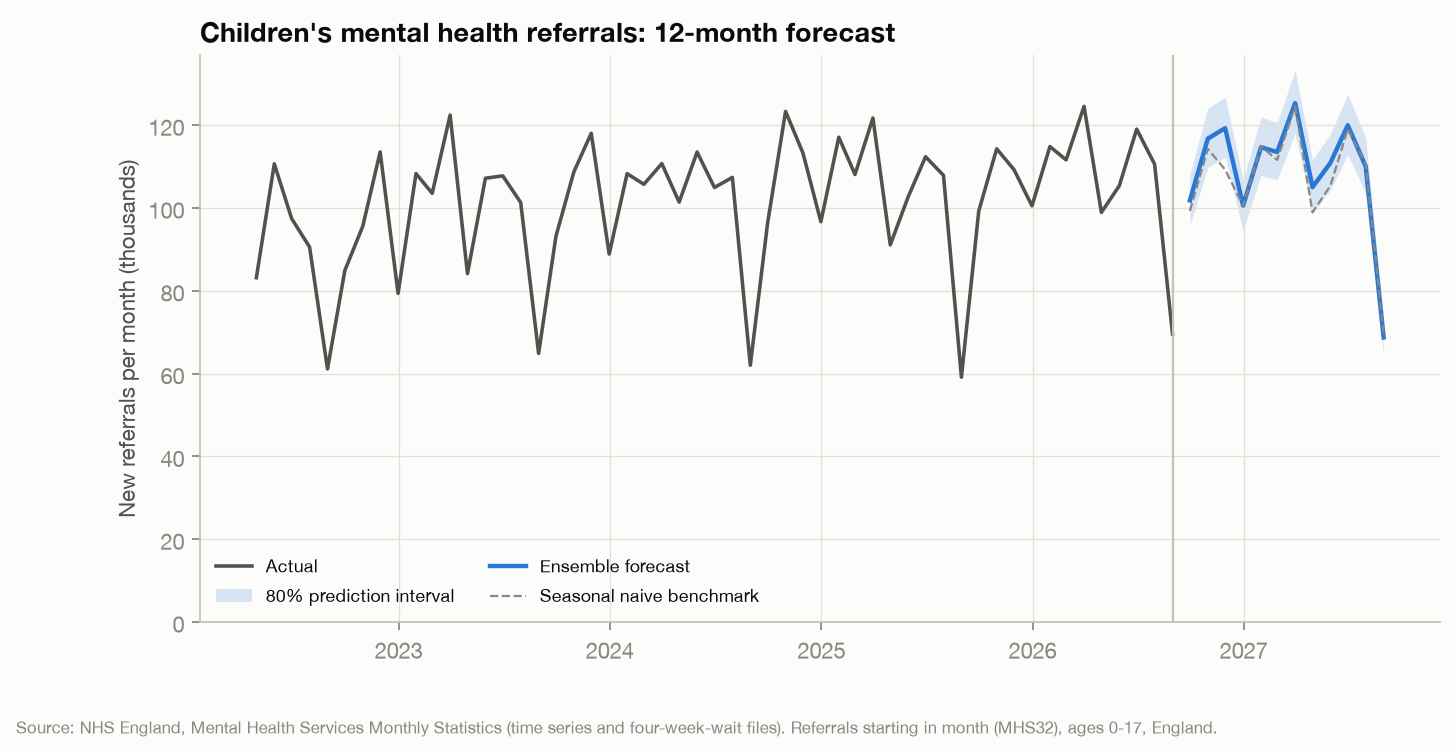 Children's mental health referrals: 12-month forecast
New referrals per month (thousands)
120
100
80
60
40
20
0
Actual
Ensemble forecast
80% prediction interval
Seasonal naive benchmark
2023
2024
2025
2026
2027
Source: NHS England, Mental Health Services Monthly Statistics (time series and four-week-wait files). Referrals starting in month (MHS32), ages 0-17, England.